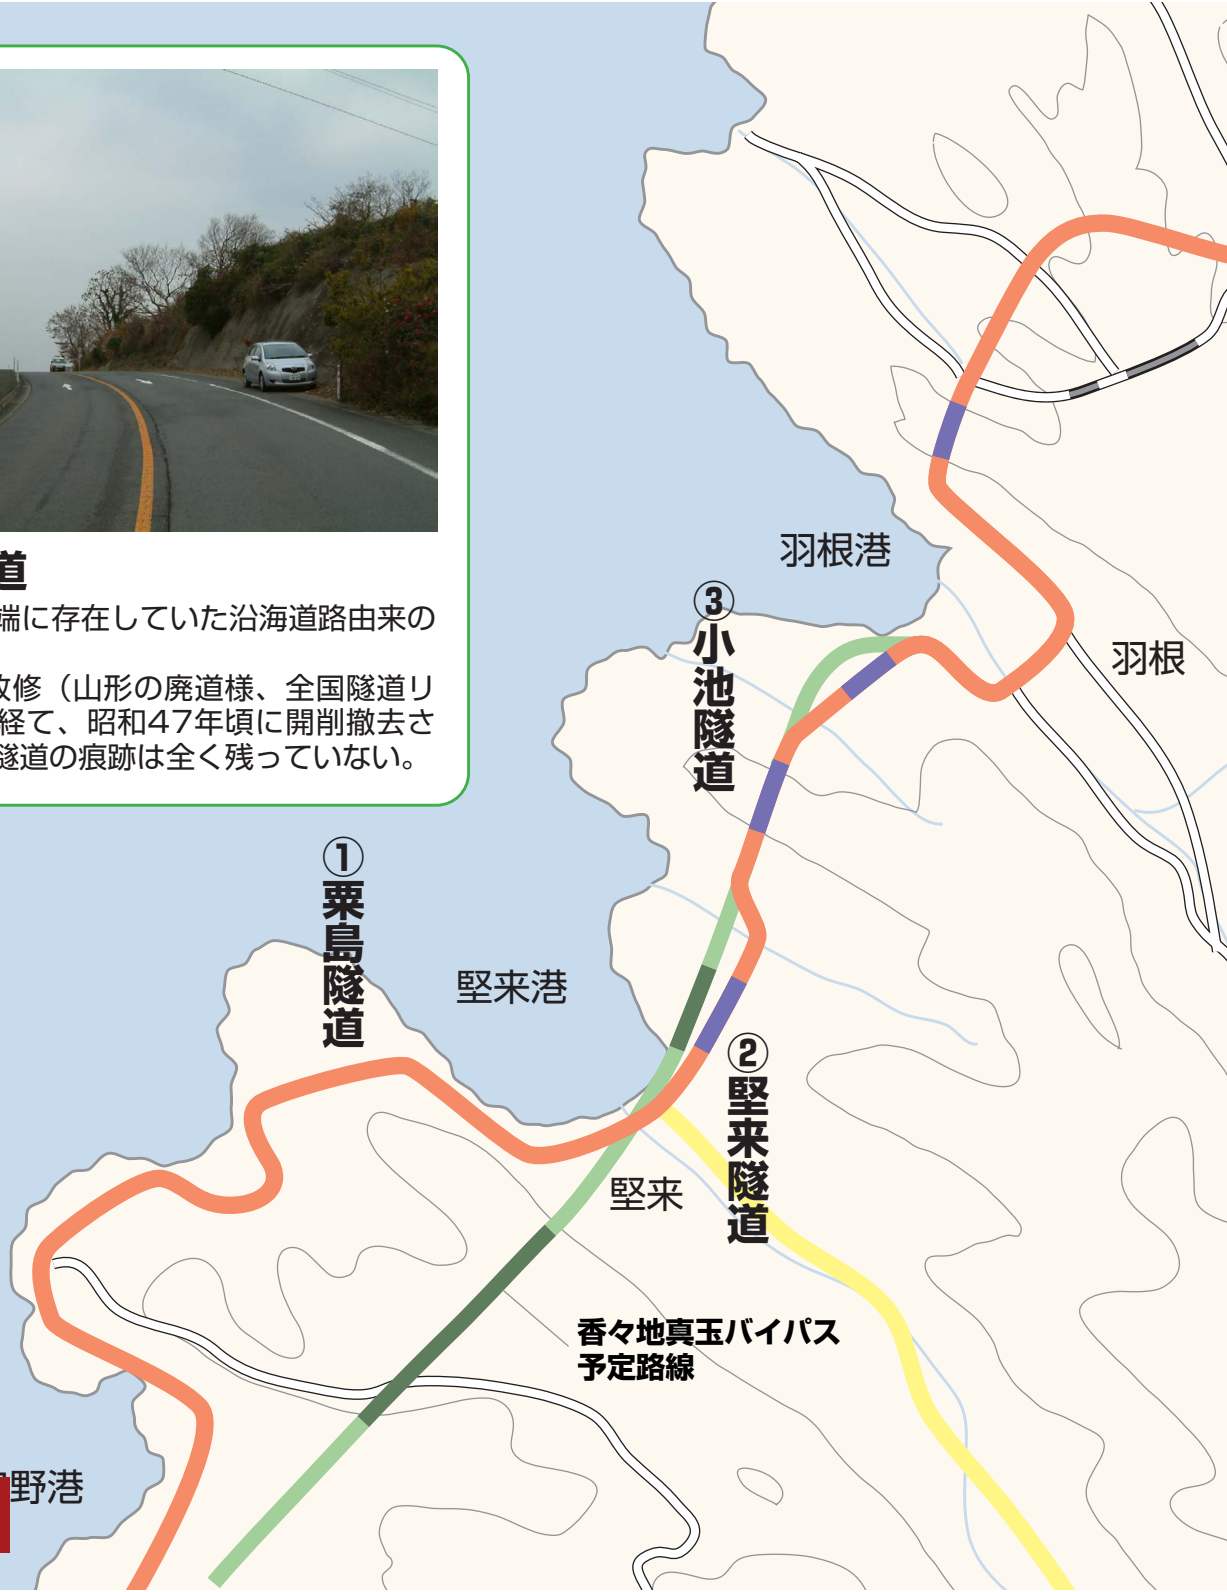 道
端に存在していた沿海道路由来の
改修（山形の廃道様、全国隧道リ
経て、昭和47年頃に開削撤去さ
隧道の痕跡は全く残っていない。
羽根港
③小池隧道
羽根
①粟島隧道
堅来港
②堅来隧道
堅来
香々地真玉バイパス
予定路線
野港